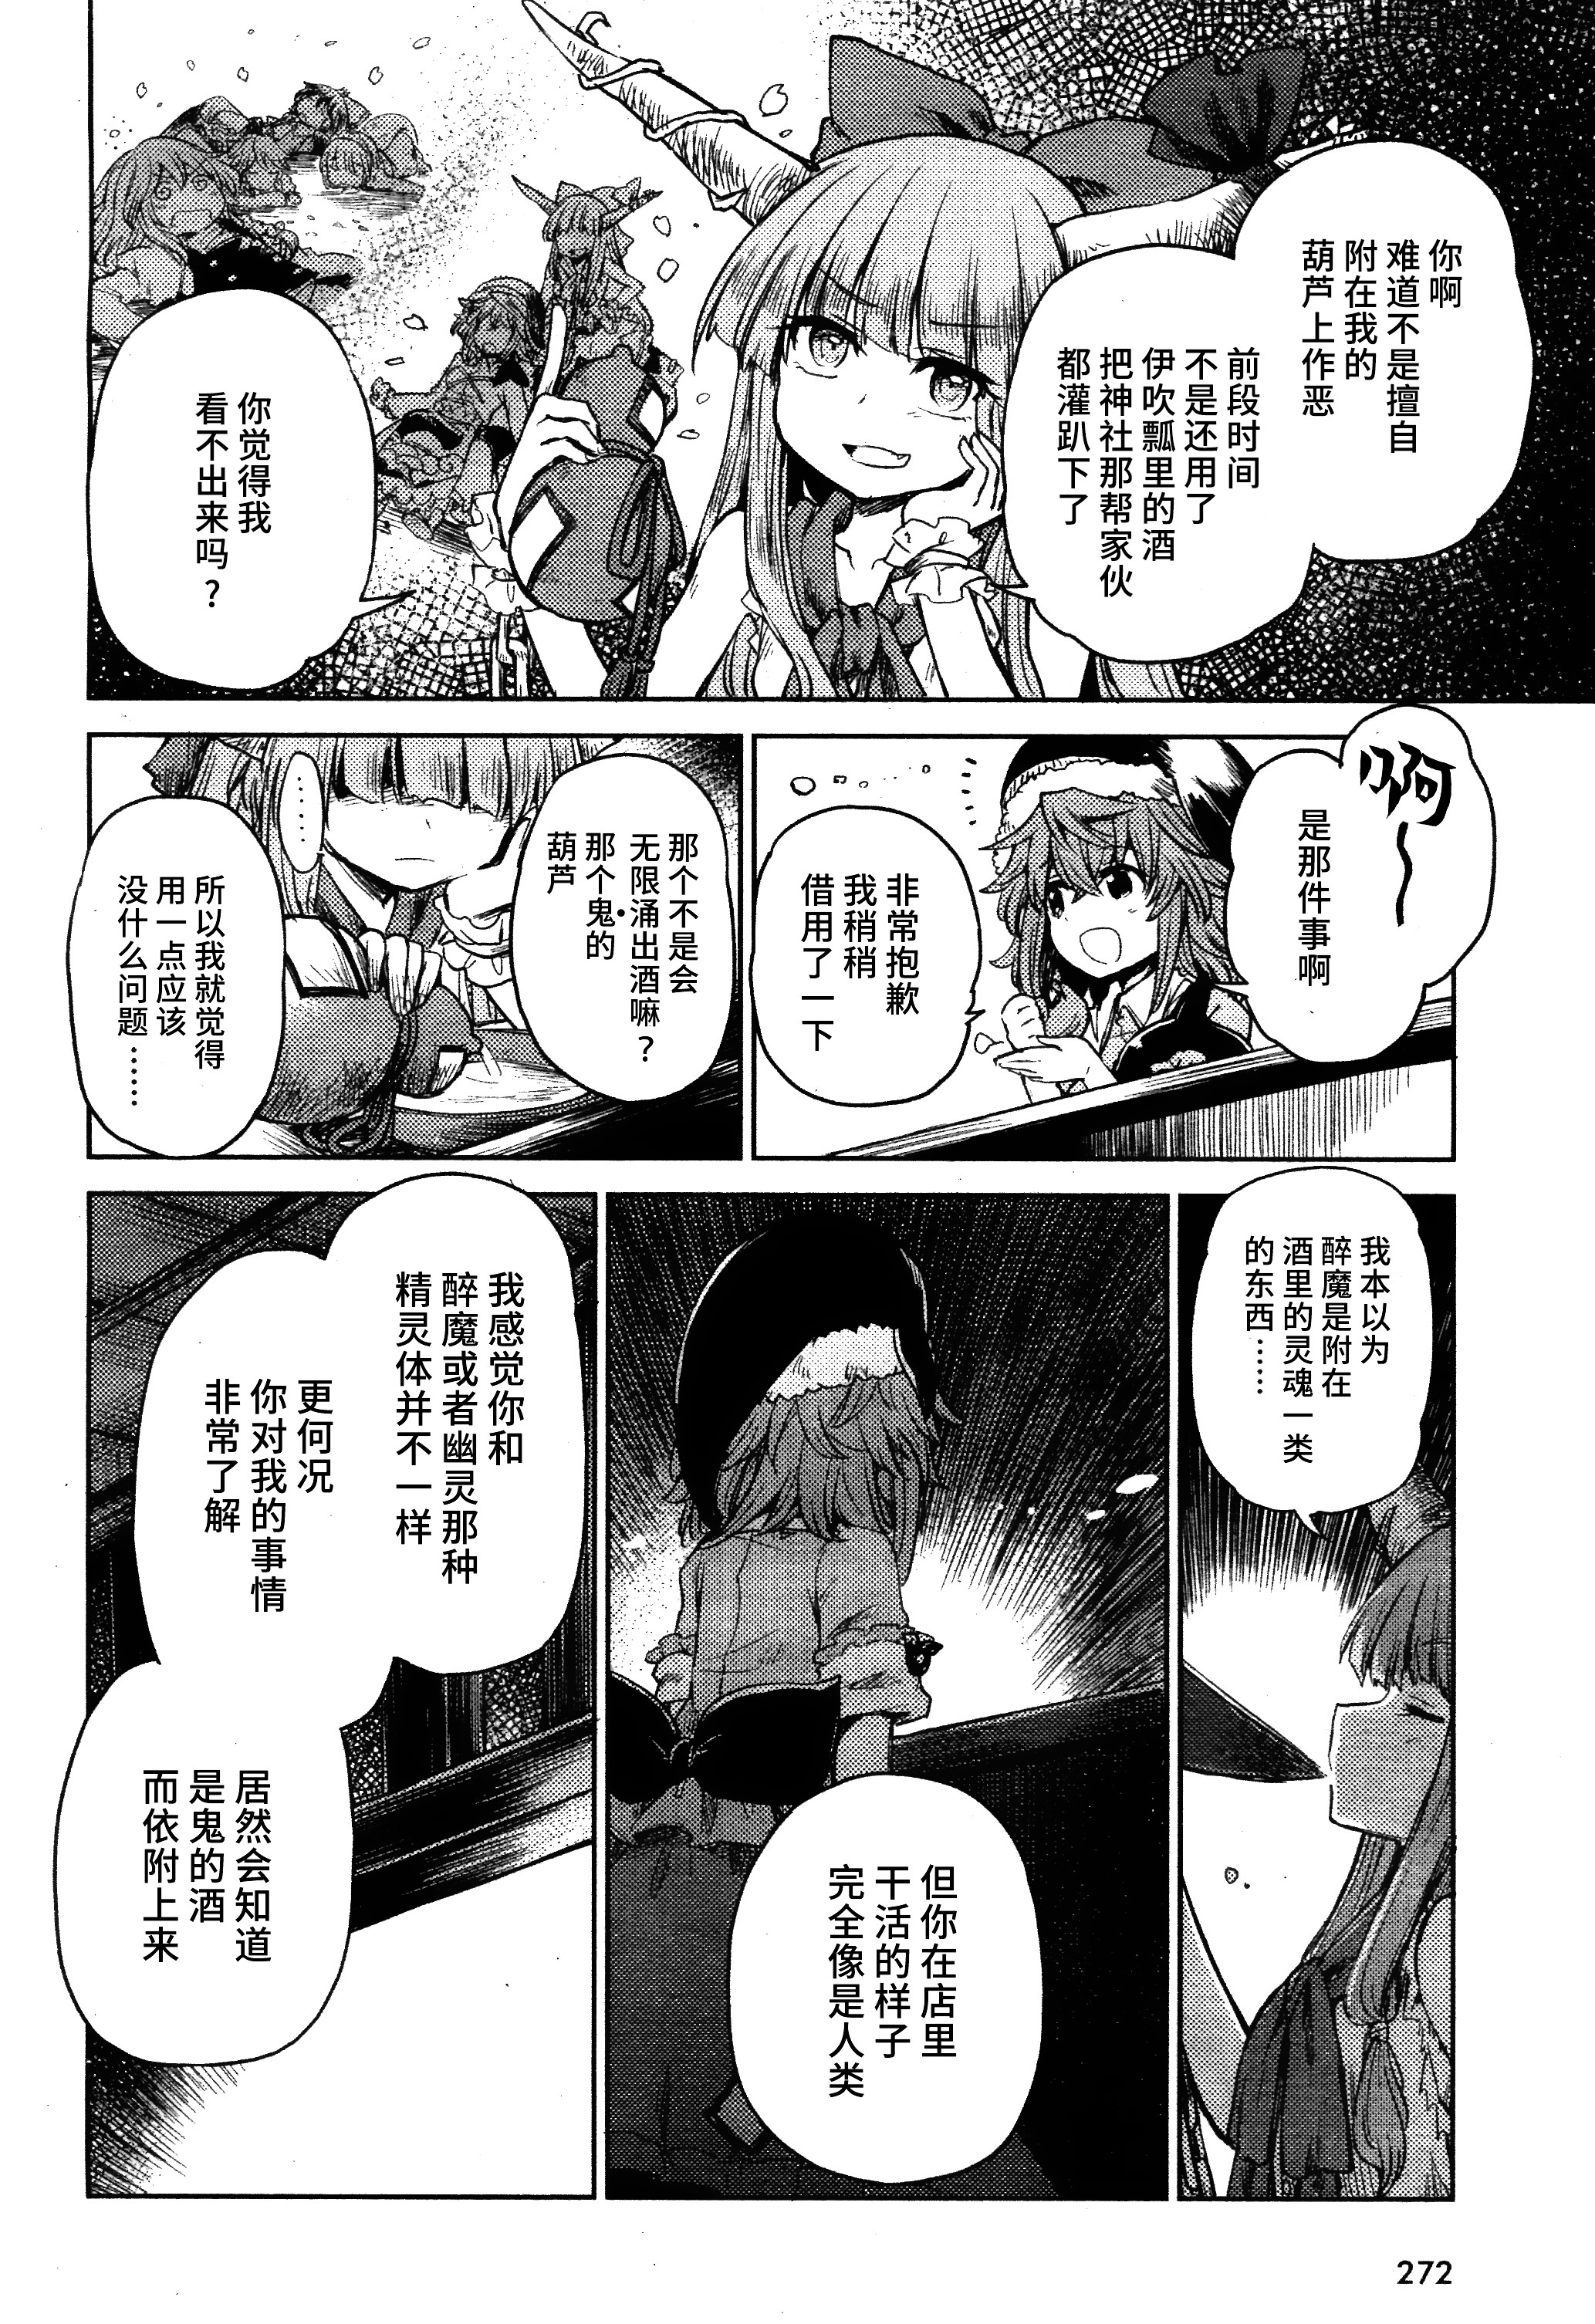 你啊
难道不是擅自
附在我的
葫芦上作恶
前段时间
不是还用了
伊吹瓢里的酒
把神社那帮家伙
都灌趴下了
你觉得我
看不出来吗?
啊～
是那件事啊
非常抱歉
我稍稍
借用了一下
那个不是会
无限涌出酒嘛?
那个鬼的
葫芦
……
所以我就觉得
用一点应该
没什么问题……
我本以为
醉魔是附在
酒里的灵魂一类
的东西……
但你在店里
干活的样子
完全像是人类
我感觉你和
醉魔或者幽灵那种
精灵体并不一样
更何况
你对我的事情
非常了解
居然会知道
是鬼的酒
而依附上来
272